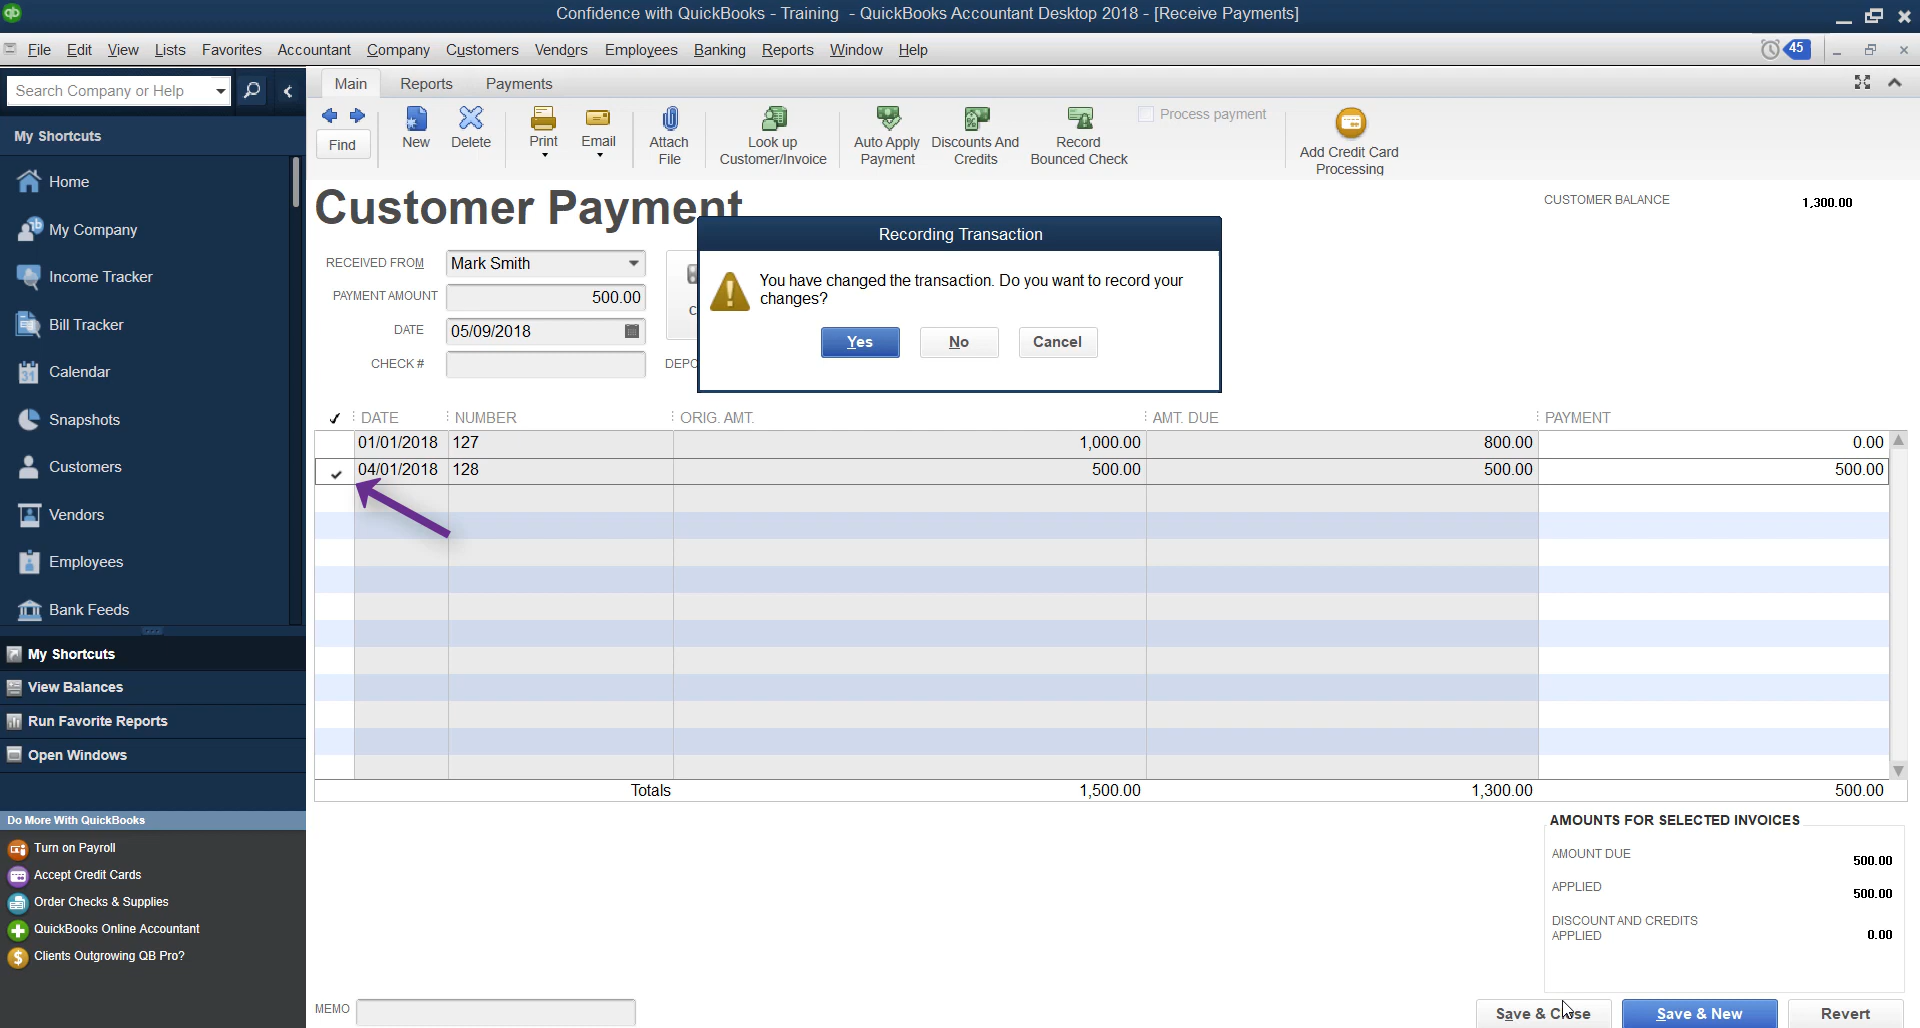 Confidence with QuickBooks - Training - QuickBooks Accountant Desktop 2018 - [Receive Payments]
File Edit View Lists Favorites Accountant Company Customers Vendors Employees Banking Reports Window Help 45
Search Company or Help
Main Reports Payments
My Shortcuts
Home
My Company
Income Tracker
Bill Tracker
31 Calendar
Snapshots
Customers
Vendors
Employees
Bank Feeds
My Shortcuts
View Balances
Run Favorite Reports
Open Windows
Do More With QuickBooks
Turn on Payroll
Accept Credit Cards
Order Checks & Supplies
QuickBooks Online Accountant
Clients Outgrowing QB Pro?
Find
New
Delete
Print
Email
Attach
File
Look up
Customer/Invoice
Auto Apply
Payment
Discounts And
Credits
Record
Bounced Check
Process payment
Add Credit Card
Processing
Customer Payment
CUSTOMER BALANCE 1,300.00
RECEIVED FROM Mark Smith
PAYMENT AMOUNT 500.00
DATE 05/09/2018
CHECK #
DEPO
Recording Transaction
You have changed the transaction. Do you want to record your
changes?
Yes No Cancel
DATE NUMBER ORIG. AMT. AMT. DUE PAYMENT
01/01/2018 127 1,000.00 800.00 0.00
04/01/2018 128 500.00 500.00 500.00
Totals 1,500.00 1,300.00 500.00
AMOUNTS FOR SELECTED INVOICES
AMOUNT DUE 500.00
APPLIED 500.00
DISCOUNT AND CREDITS
APPLIED 0.00
MEMO
Save & Close Save & New Revert